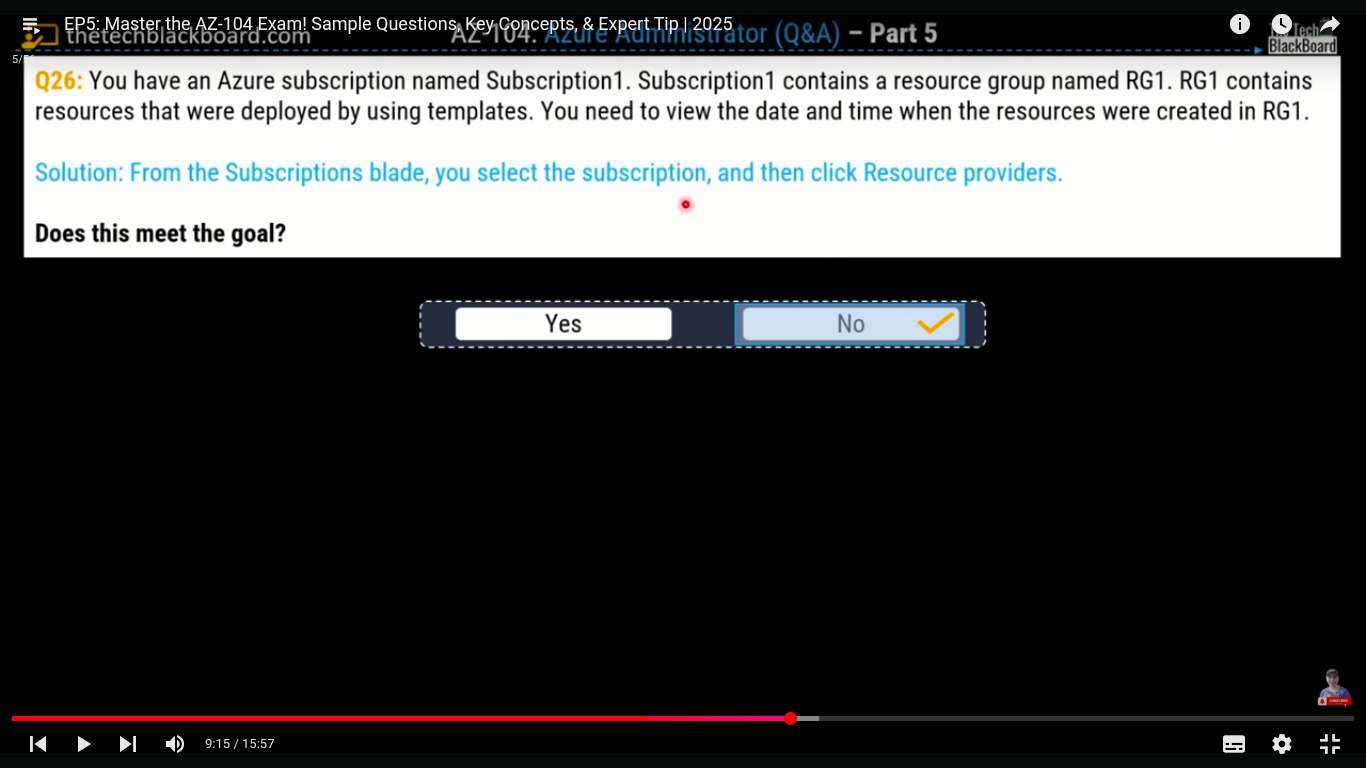 EP5: Master the AZ-104 Exam! Sample Questions, Key Concepts, & Expert Tip | 2025
thetechblackboard.com
AZ-104: Azure Administrator (Q&A) – Part 5
Tech
BlackBoard
Q26: You have an Azure subscription named Subscription1. Subscription1 contains a resource group named RG1. RG1 contains
resources that were deployed by using templates. You need to view the date and time when the resources were created in RG1.
Solution: From the Subscriptions blade, you select the subscription, and then click Resource providers.
Does this meet the goal?
Yes
No
9:15 / 15:57